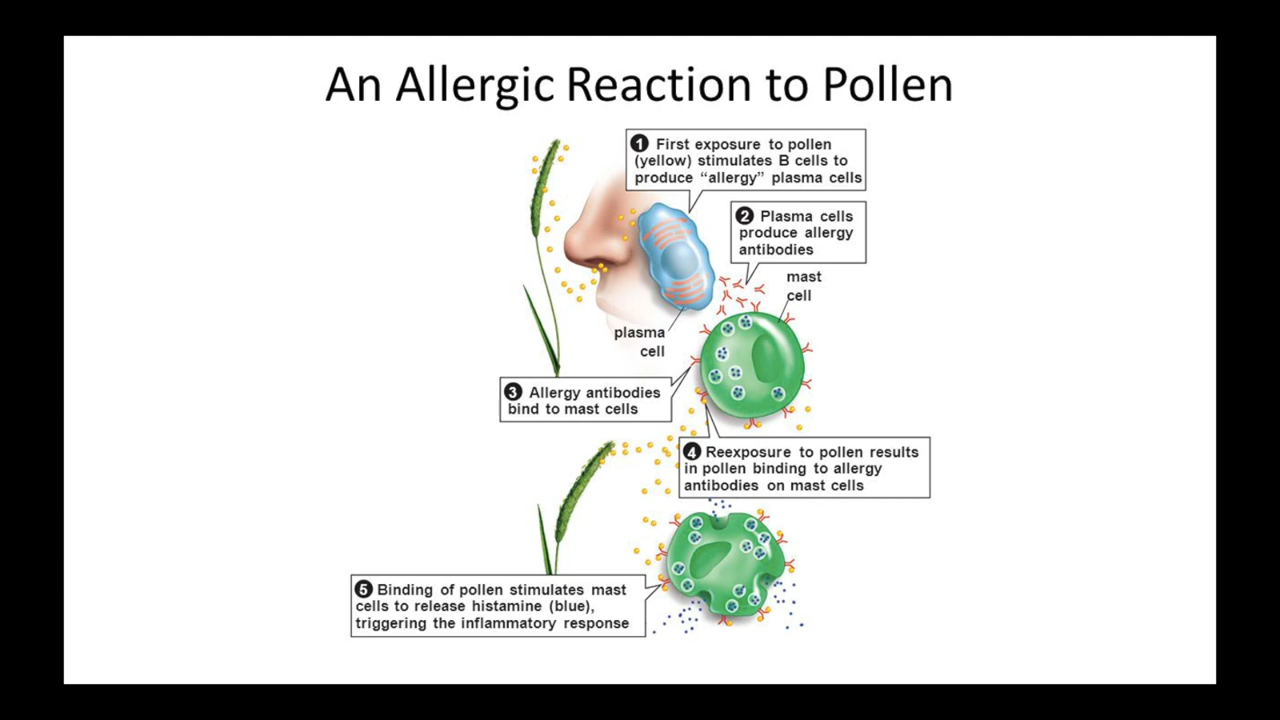 An Allergic Reaction to Pollen
1 First exposure to pollen
(yellow) stimulates B cells to
produce “allergy” plasma cells
2 Plasma cells
produce allergy
antibodies
mast
cell
plasma
cell
3 Allergy antibodies
bind to mast cells
4 Reexposure to pollen results
in pollen binding to allergy
antibodies on mast cells
5 Binding of pollen stimulates mast
cells to release histamine (blue),
triggering the inflammatory response